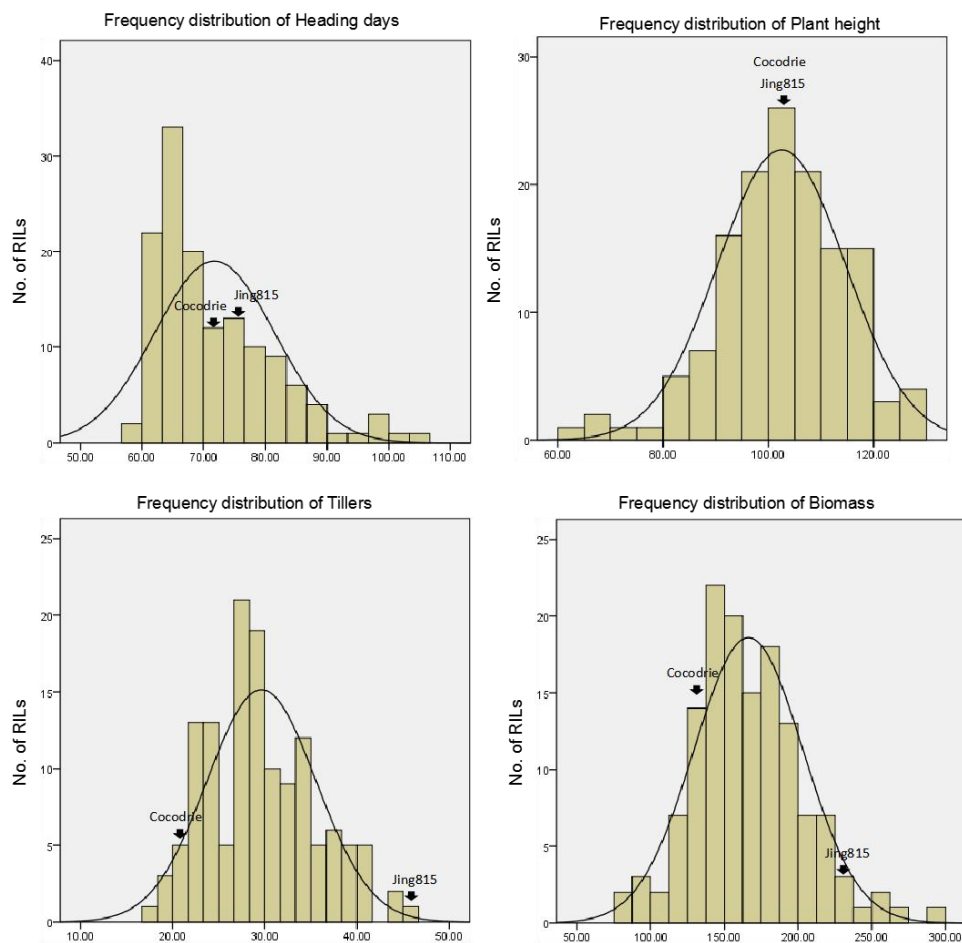 Frequency distribution of Heading days
No. of RILs
40
30
20
10
0
Cocodrie
Jing815
50.00 60.00 70.00 80.00 90.00 100.00 110.00
Frequency distribution of Plant height
No. of RILs
30
20
10
0
Cocodrie
Jing815
60.00 80.00 100.00 120.00
Frequency distribution of Tillers
No. of RILs
25
20
15
10
5
0
Cocodrie
Jing815
10.00 20.00 30.00 40.00 50.00
Frequency distribution of Biomass
No. of RILs
25
20
15
10
5
0
Cocodrie
Jing815
50.00 100.00 150.00 200.00 250.00 300.00